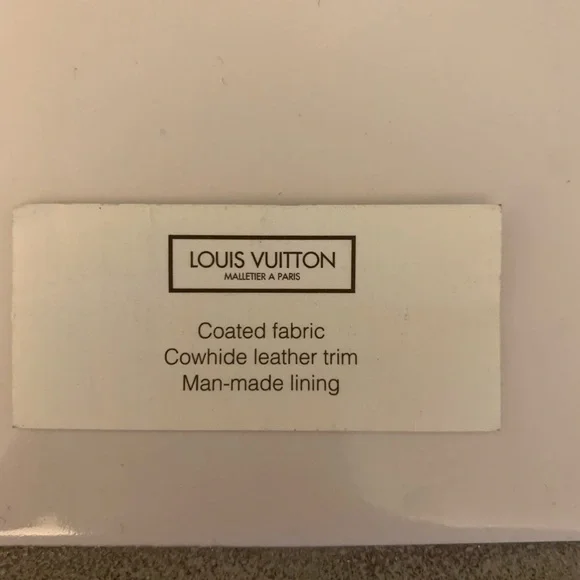 LOUIS VUITTON
MALLETIER A PARIS
Coated fabric
Cowhide leather trim
Man-made lining